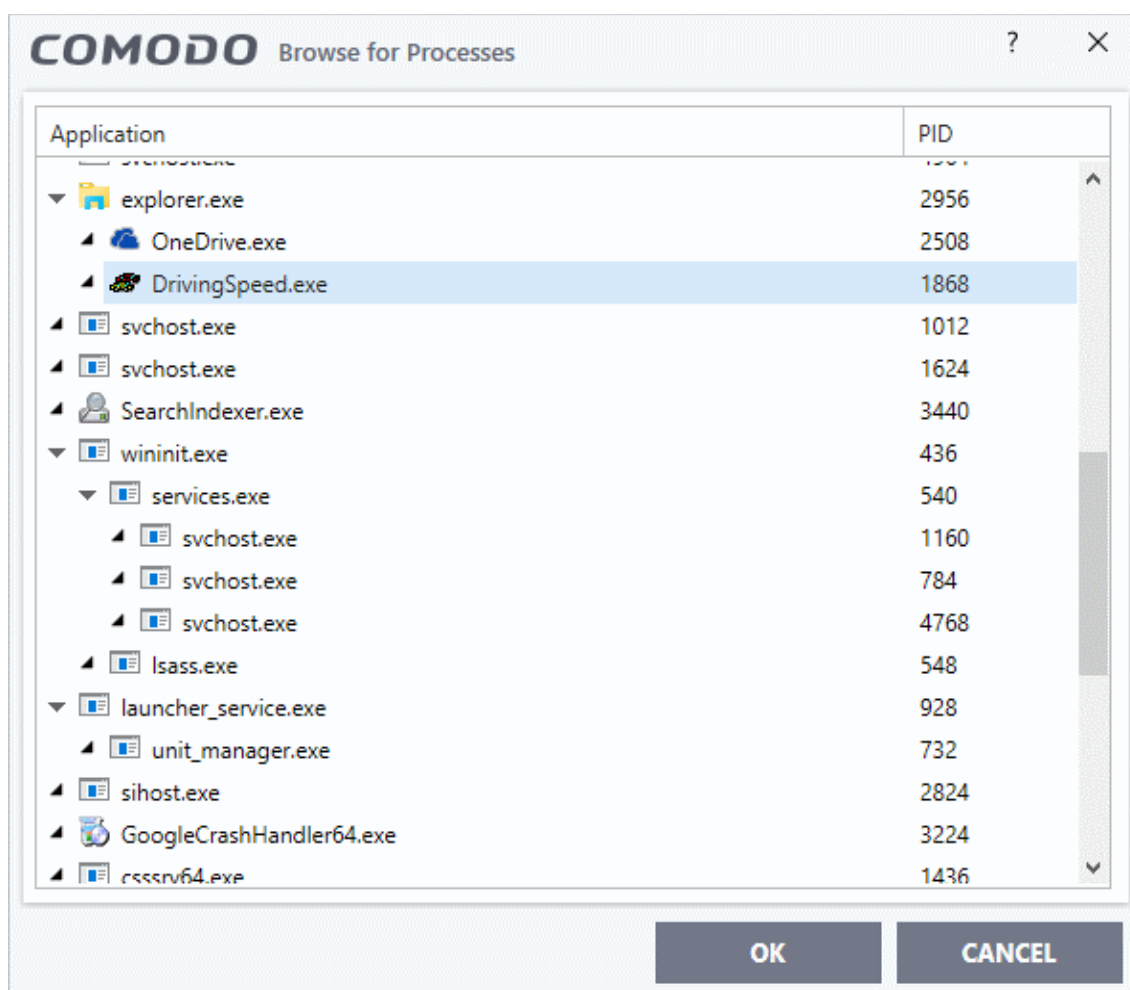 COMODO Browse for Processes ? X
Application PID
explorer.exe 2956
OneDrive.exe 2508
DrivingSpeed.exe 1868
svchost.exe 1012
svchost.exe 1624
SearchIndexer.exe 3440
wininit.exe 436
services.exe 540
svchost.exe 1160
svchost.exe 784
svchost.exe 4768
lsass.exe 548
launcher_service.exe 928
unit_manager.exe 732
sihost.exe 2824
GoogleCrashHandler64.exe 3224
csssrv64.exe 1436
OK CANCEL